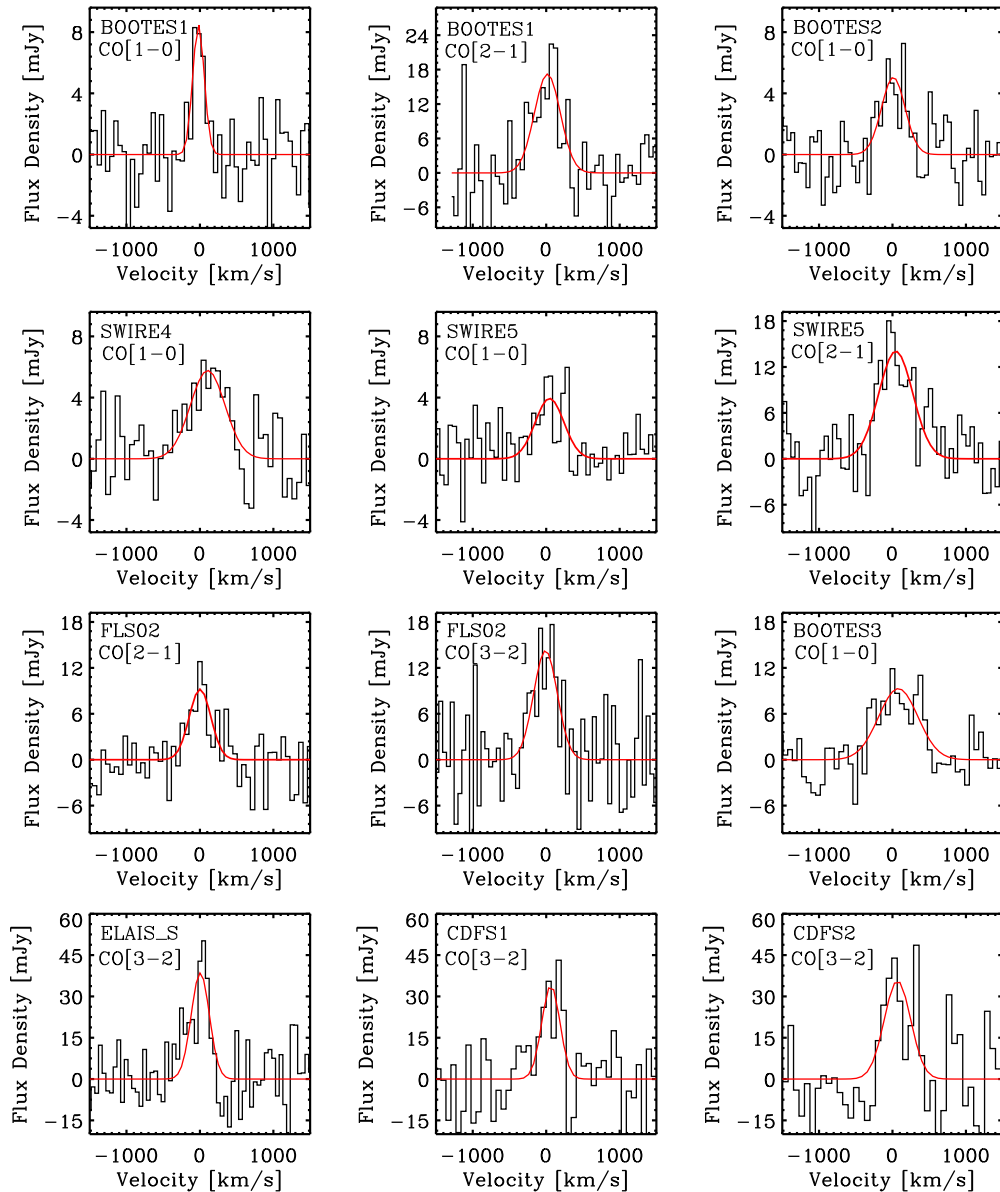 BOOTES1
CO[1-0]
8
4
0
-4
Flux Density [mJy]
-1000 0 1000
Velocity [km/s]
BOOTES1
CO[2-1]
24
18
12
6
0
-6
Flux Density [mJy]
-1000 0 1000
Velocity [km/s]
BOOTES2
CO[1-0]
8
4
0
-4
Flux Density [mJy]
-1000 0 1000
Velocity [km/s]
SWIRE4
CO[1-0]
8
4
0
-4
Flux Density [mJy]
-1000 0 1000
Velocity [km/s]
SWIRE5
CO[1-0]
8
4
0
-4
Flux Density [mJy]
-1000 0 1000
Velocity [km/s]
SWIRE5
CO[2-1]
18
12
6
0
-6
Flux Density [mJy]
-1000 0 1000
Velocity [km/s]
FLS02
CO[2-1]
18
12
6
0
-6
Flux Density [mJy]
-1000 0 1000
Velocity [km/s]
FLS02
CO[3-2]
18
12
6
0
-6
Flux Density [mJy]
-1000 0 1000
Velocity [km/s]
BOOTES3
CO[1-0]
18
12
6
0
-6
Flux Density [mJy]
-1000 0 1000
Velocity [km/s]
ELAIS_S
CO[3-2]
60
45
30
15
0
-15
Flux Density [mJy]
-1000 0 1000
Velocity [km/s]
CDFS1
CO[3-2]
60
45
30
15
0
-15
Flux Density [mJy]
-1000 0 1000
Velocity [km/s]
CDFS2
CO[3-2]
60
45
30
15
0
-15
Flux Density [mJy]
-1000 0 1000
Velocity [km/s]